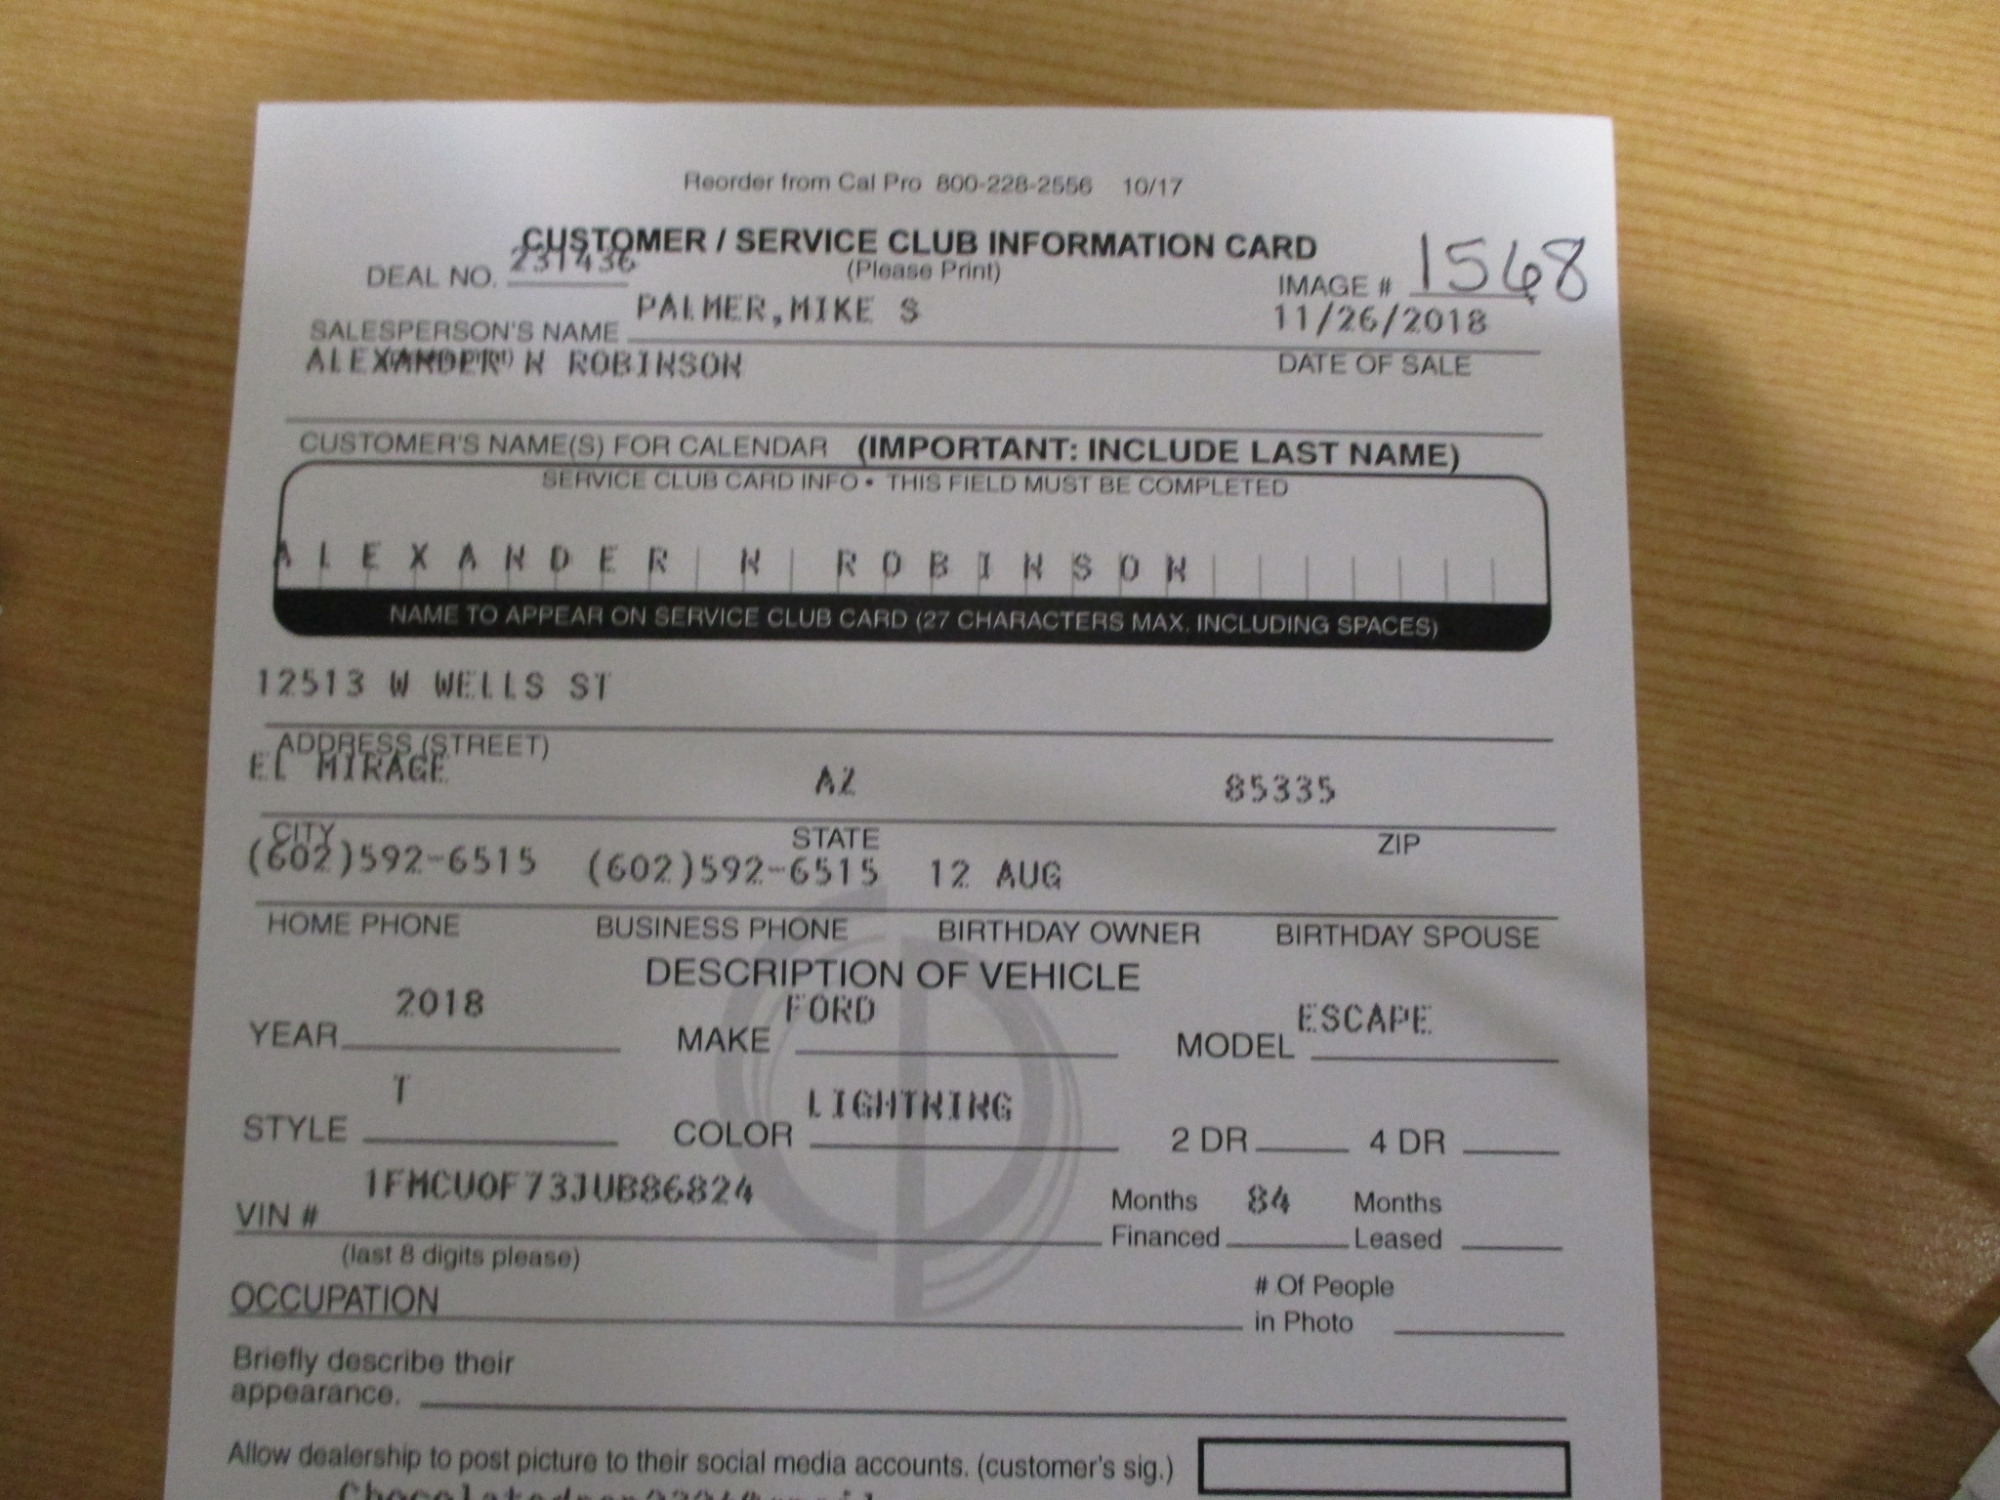 Reorder from Cal Pro 800-228-2556 10/17
CUSTOMER / SERVICE CLUB INFORMATION CARD
(Please Print)
DEAL NO. 231436
IMAGE # 1568
SALESPERSON'S NAME PALMER,MIKE S
11/26/2018
ALEXANDER N ROBINSON
DATE OF SALE
CUSTOMER'S NAME(S) FOR CALENDAR (IMPORTANT: INCLUDE LAST NAME)
SERVICE CLUB CARD INFO • THIS FIELD MUST BE COMPLETED
ALEXANDER N ROBINSON
NAME TO APPEAR ON SERVICE CLUB CARD (27 CHARACTERS MAX. INCLUDING SPACES)
12513 W WELLS ST
ADDRESS (STREET)
EL MIRAGE AZ 85335
CITY STATE ZIP
(602)592-6515 (602)592-6515 12 AUG
HOME PHONE BUSINESS PHONE BIRTHDAY OWNER BIRTHDAY SPOUSE
DESCRIPTION OF VEHICLE
YEAR 2018 MAKE FORD MODEL ESCAPE
STYLE T COLOR LIGHTNING 2 DR 4 DR
VIN # 1FMCU0F73JUB86824
Months Financed 84 Months Leased
(last 8 digits please)
OCCUPATION
# Of People
in Photo
Briefly describe their
appearance.
Allow dealership to post picture to their social media accounts. (customer's sig.)